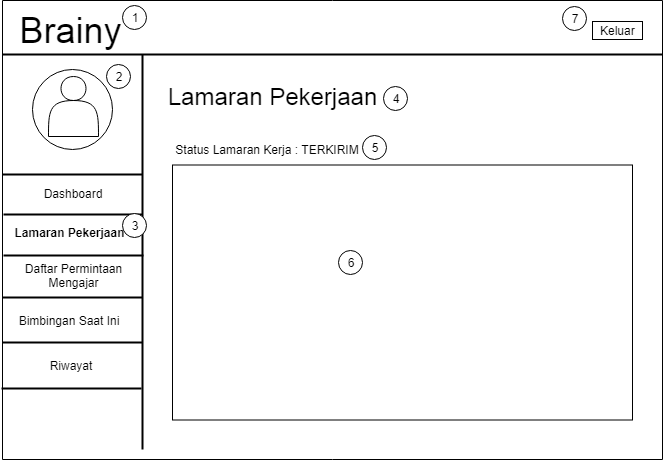 Brainy 1
7
Keluar
2
Lamaran Pekerjaan 4
Status Lamaran Kerja : TERKIRIM 5
Dashboard
Lamaran Pekerjaan 3
Daftar Permintaan
Mengajar
Bimbingan Saat Ini
Riwayat
6